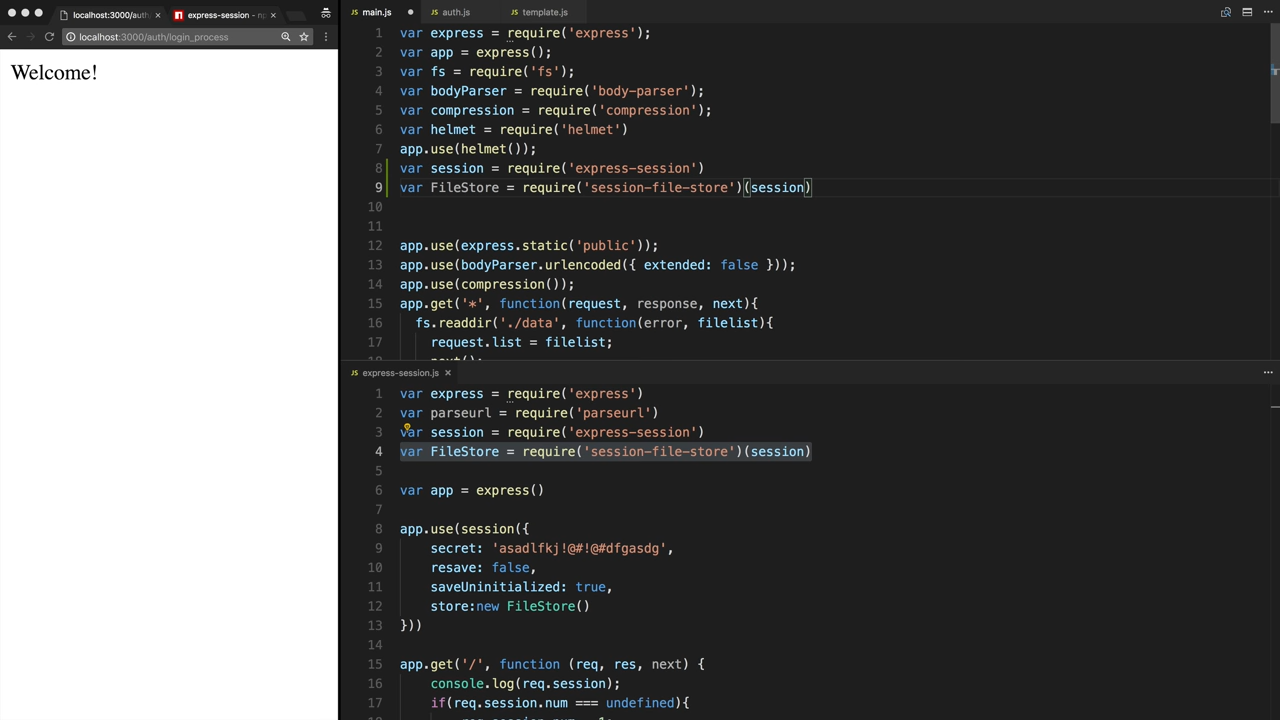 localhost:3000/auth
express-session - np
localhost:3000/auth/login_process
Welcome!
main.js
auth.js
template.js
1 var express = require('express');
2 var app = express();
3 var fs = require('fs');
4 var bodyParser = require('body-parser');
5 var compression = require('compression');
6 var helmet = require('helmet')
7 app.use(helmet());
8 var session = require('express-session')
9 var FileStore = require('session-file-store')(session)
10
11
12 app.use(express.static('public'));
13 app.use(bodyParser.urlencoded({ extended: false }));
14 app.use(compression());
15 app.get('*', function(request, response, next){
16 fs.readdir('./data', function(error, filelist){
17 request.list = filelist;
18 next();
express-session.js
1 var express = require('express')
2 var parseurl = require('parseurl')
3 var session = require('express-session')
4 var FileStore = require('session-file-store')(session)
5
6 var app = express()
7
8 app.use(session({
9 secret: 'asadlfkj!@#!@#dfgasdg',
10 resave: false,
11 saveUninitialized: true,
12 store:new FileStore()
13 }))
14
15 app.get('/', function (req, res, next) {
16 console.log(req.session);
17 if(req.session.num === undefined){
18 req.session.num = 1;